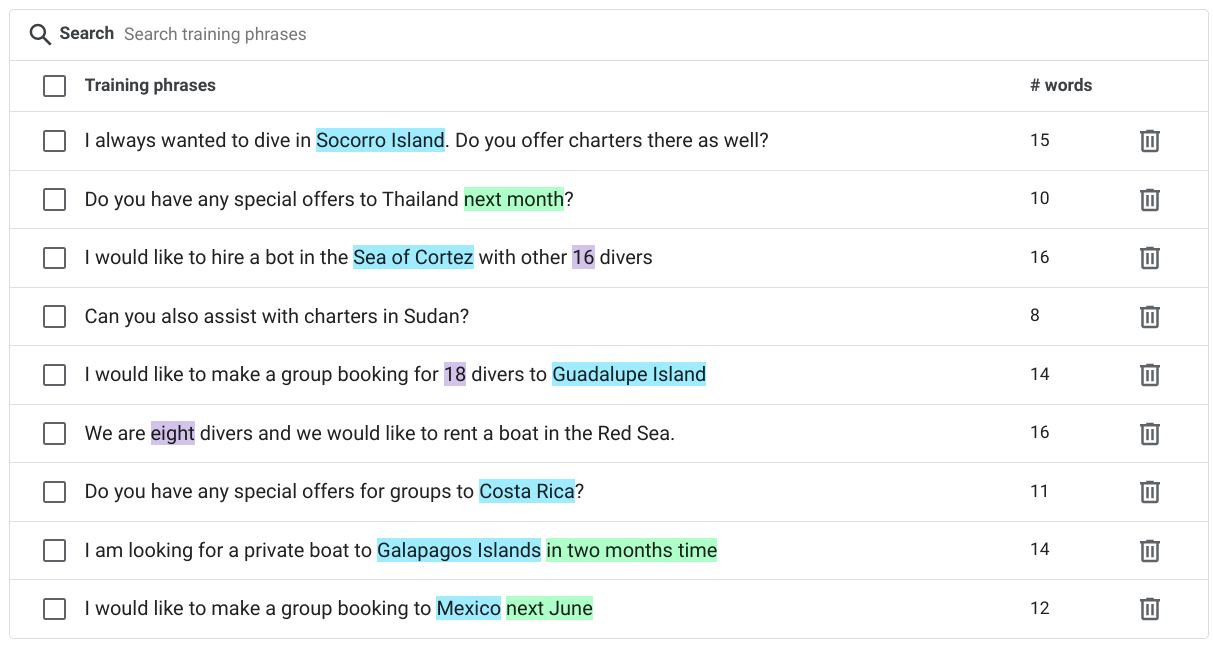 Search Search training phrases
Training phrases # words
I always wanted to dive in Socorro Island. Do you offer charters there as well? 15
Do you have any special offers to Thailand next month? 10
I would like to hire a bot in the Sea of Cortez with other 16 divers 16
Can you also assist with charters in Sudan? 8
I would like to make a group booking for 18 divers to Guadalupe Island 14
We are eight divers and we would like to rent a boat in the Red Sea. 16
Do you have any special offers for groups to Costa Rica? 11
I am looking for a private boat to Galapagos Islands in two months time 14
I would like to make a group booking to Mexico next June 12